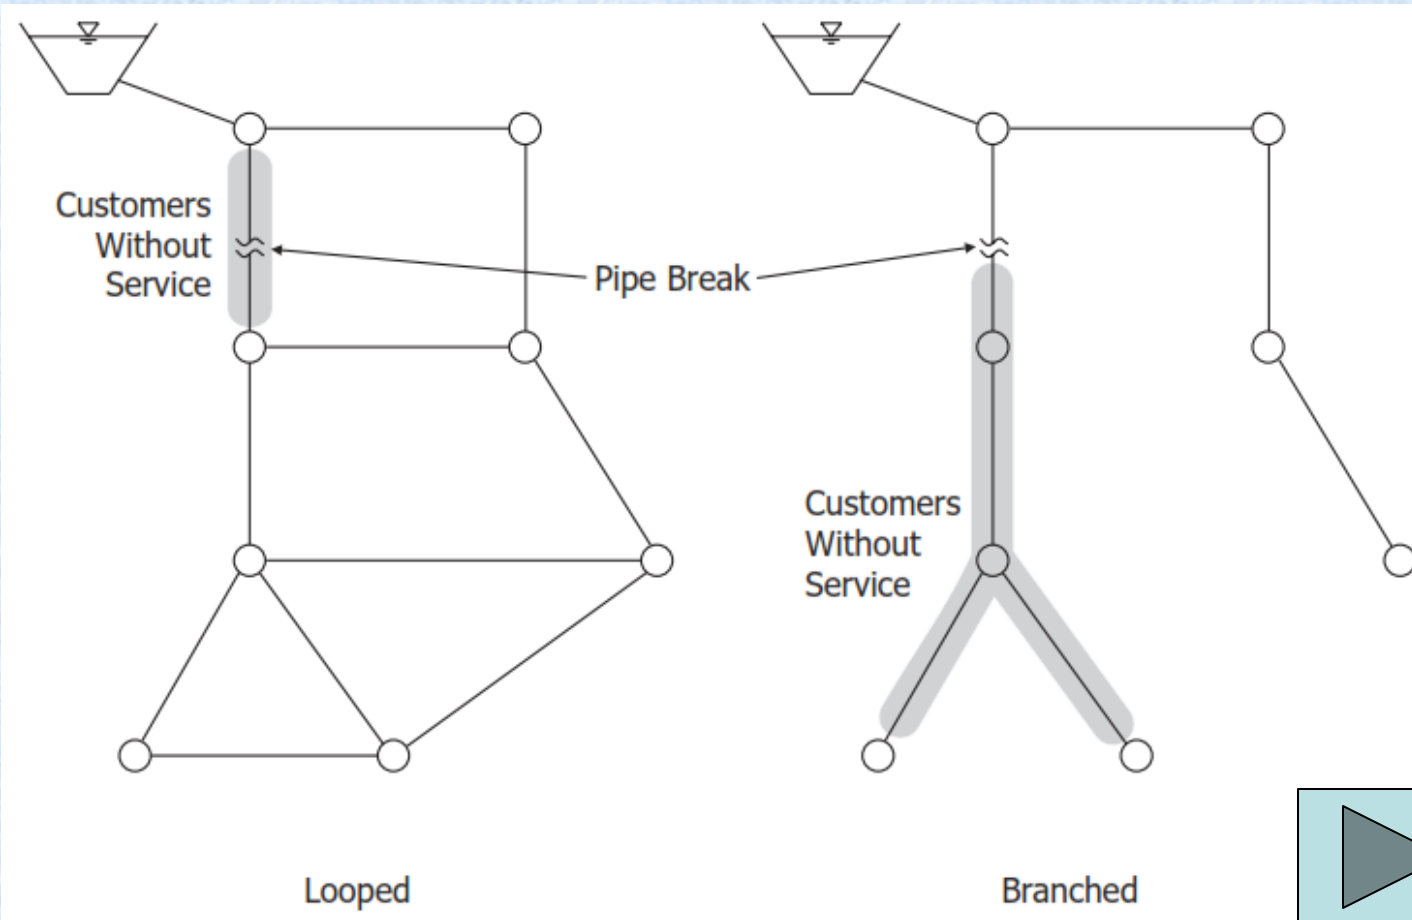 Customers
Without
Service
Pipe Break
Customers
Without
Service
Looped
Branched